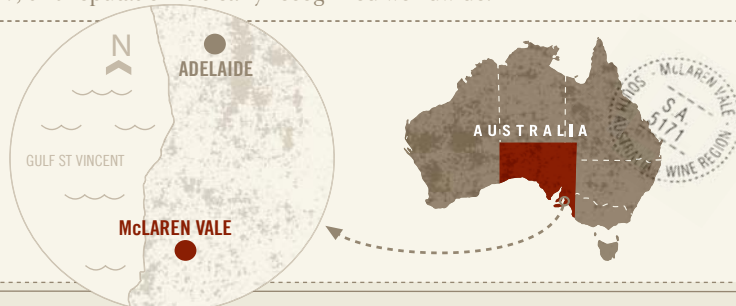 N
ADELAIDE
GULF ST VINCENT
McLAREN VALE
AUSTRALIA
McLAREN VALE
S.A.
5171
WINE REGION